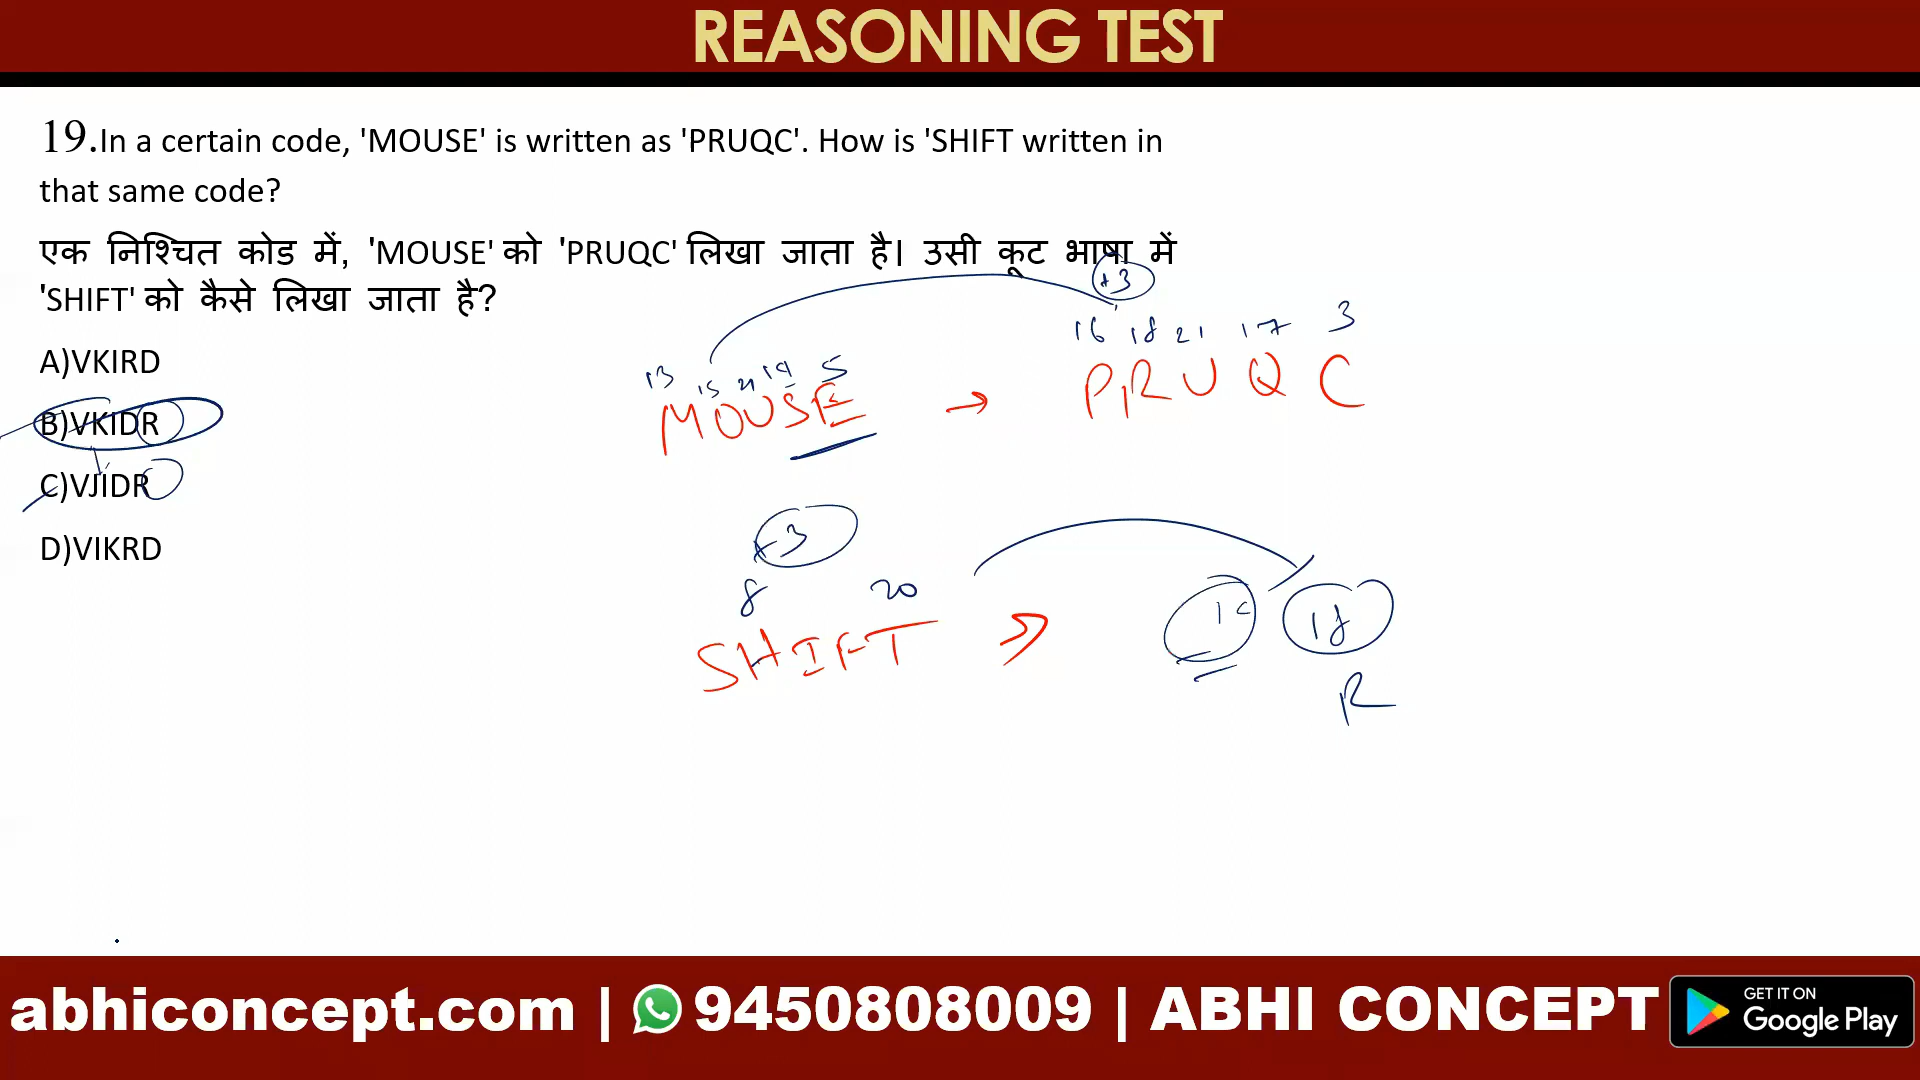 REASONING TEST
19.In a certain code, 'MOUSE' is written as 'PRUQC'. How is 'SHIFT written in
that same code?
एक निश्चित कोड में, 'MOUSE' को 'PRUQC' लिखा जाता है। उसी कूट भाषा में
'SHIFT' को कैसे लिखा जाता है?
A)VKIRD
B)VKIDR
C)VJIDR
D)VIKRD
+3
16 18 21 17 3
13 15 21 19 5
MOUSE → PRUQC
+3
8 20
SHIFT
18
R
abhiconcept.com | 9450808009 | ABHI CONCEPT
GET IT ON
Google Play